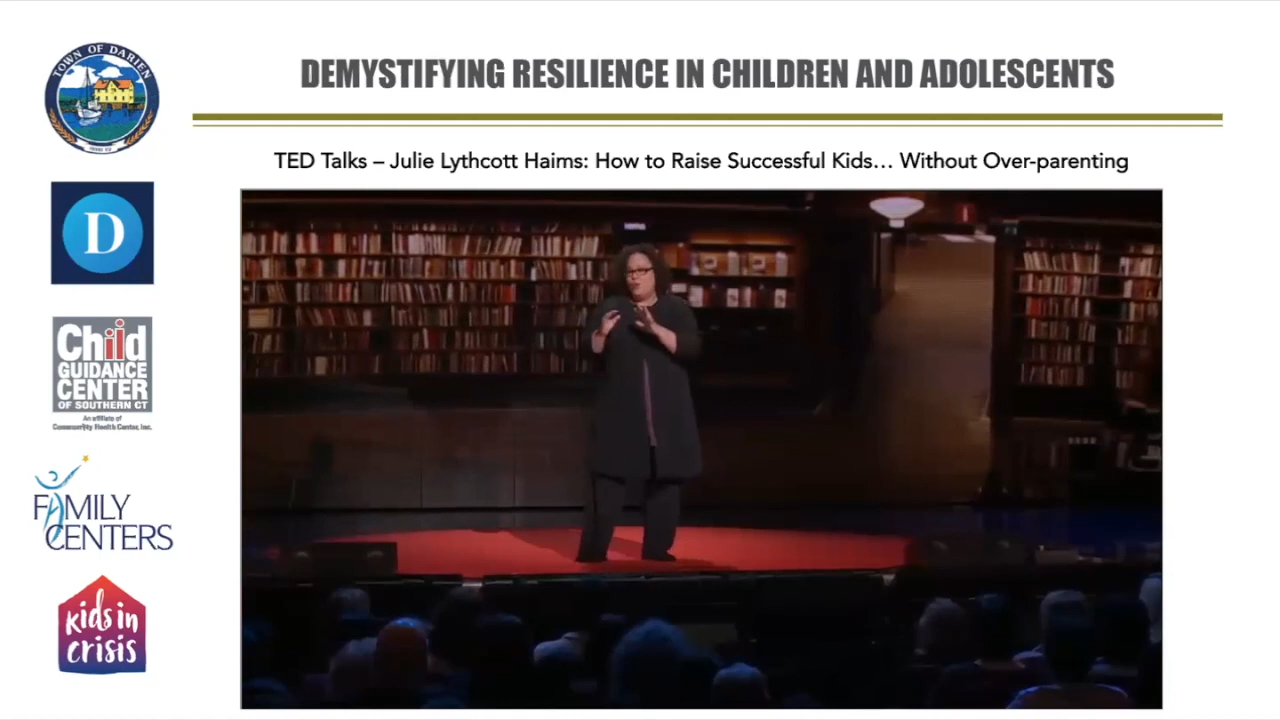 DEMYSTIFYING RESILIENCE IN CHILDREN AND ADOLESCENTS
TED Talks – Julie Lythcott Haims: How to Raise Successful Kids… Without Over-parenting
TOWN OF DARIEN
D
Child
GUIDANCE
CENTER
OF SOUTHERN CT
An affiliate of
Community Health Center, Inc.
FAMILY
CENTERS
kids in
crisis